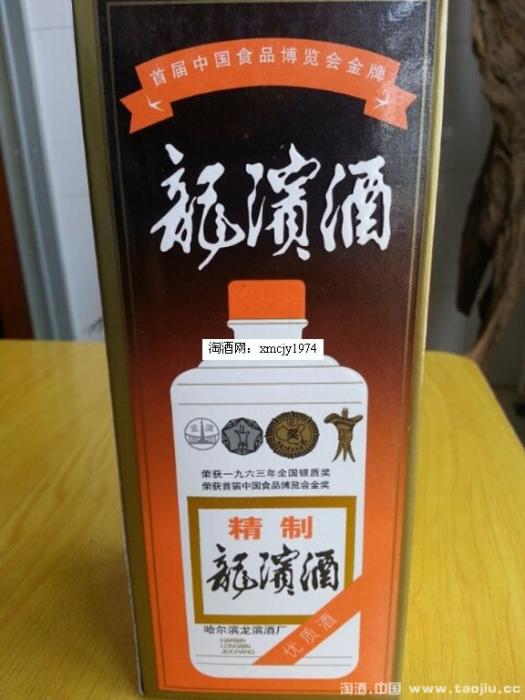 首届中国食品博览会金牌
龍濱酒
淘酒网：xmcjy1974
荣获一九六三年全国银质奖
荣获首届中国食品博览会金奖
精制
龍濱酒
哈尔滨龙滨酒厂
HARBIN
LONGBIN
JIUCHANG
优质酒
淘酒.中国 www.taojiu.cc